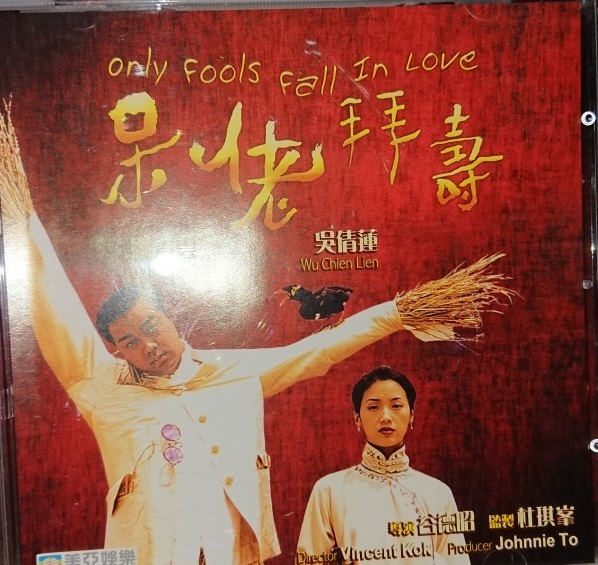 only Fools Fall In Love
呆佬拜壽
吳倩蓮
Wu Chien Lien
導演 谷德昭 監製 杜琪峯
Director Vincent Kok Producer Johnnie To
美亞娛樂